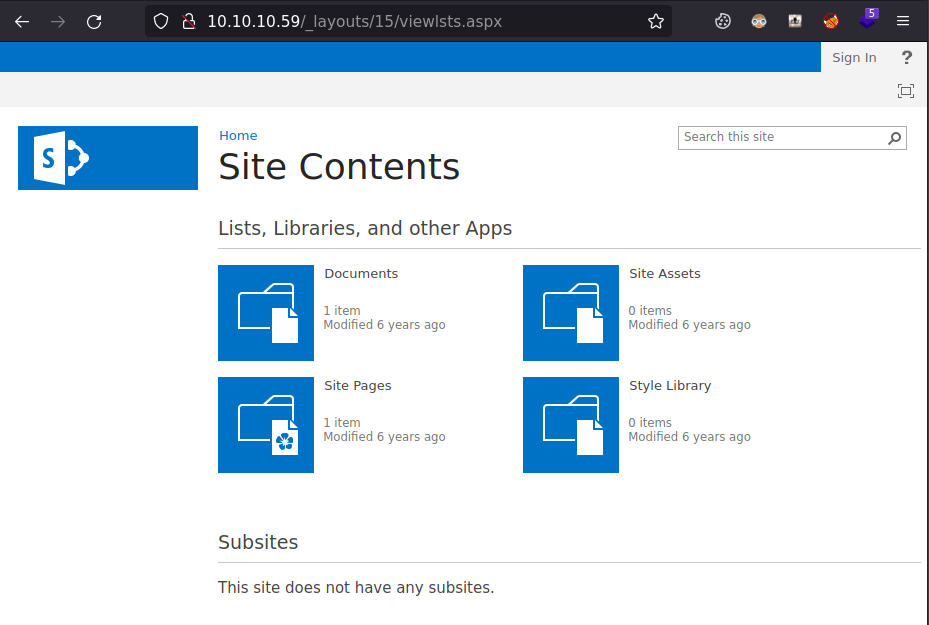 10.10.10.59/_layouts/15/viewlsts.aspx
5
Sign In ?
S
Home
Search this site
Site Contents
Lists, Libraries, and other Apps
Documents
1 item
Modified 6 years ago
Site Assets
0 items
Modified 6 years ago
Site Pages
1 item
Modified 6 years ago
Style Library
0 items
Modified 6 years ago
Subsites
This site does not have any subsites.